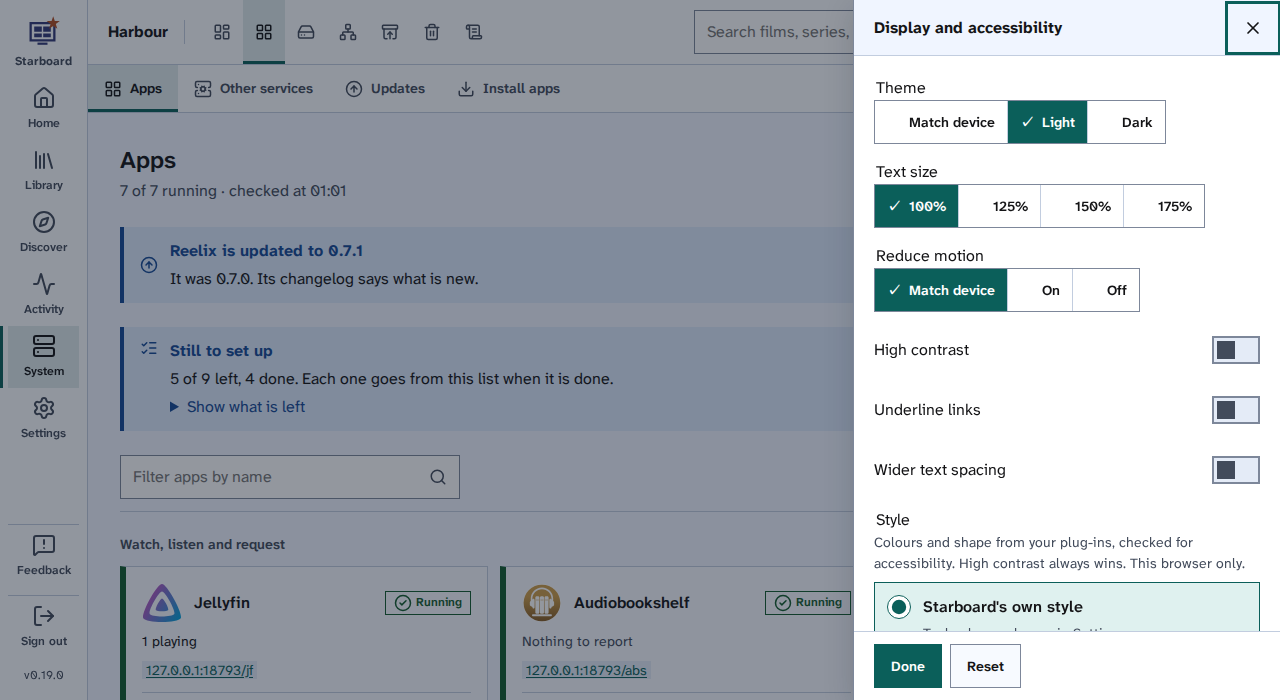 Starboard
Home
Library
Discover
Activity
System
Settings
Feedback
Sign out
v0.19.0
Harbour
Search films, series,
Apps
Other services
Updates
Install apps
Apps
7 of 7 running · checked at 01:01
Reelix is updated to 0.7.1
It was 0.7.0. Its changelog says what is new.
Still to set up
5 of 9 left, 4 done. Each one goes from this list when it is done.
Show what is left
Filter apps by name
Watch, listen and request
Jellyfin
Running
1 playing
127.0.0.1:18793/jf
Audiobookshelf
Running
Nothing to report
127.0.0.1:18793/abs
Display and accessibility
Theme
Match device
✓ Light
Dark
Text size
✓ 100%
125%
150%
175%
Reduce motion
✓ Match device
On
Off
High contrast
Underline links
Wider text spacing
Style
Colours and shape from your plug-ins, checked for
accessibility. High contrast always wins. This browser only.
Starboard's own style
Done
Reset